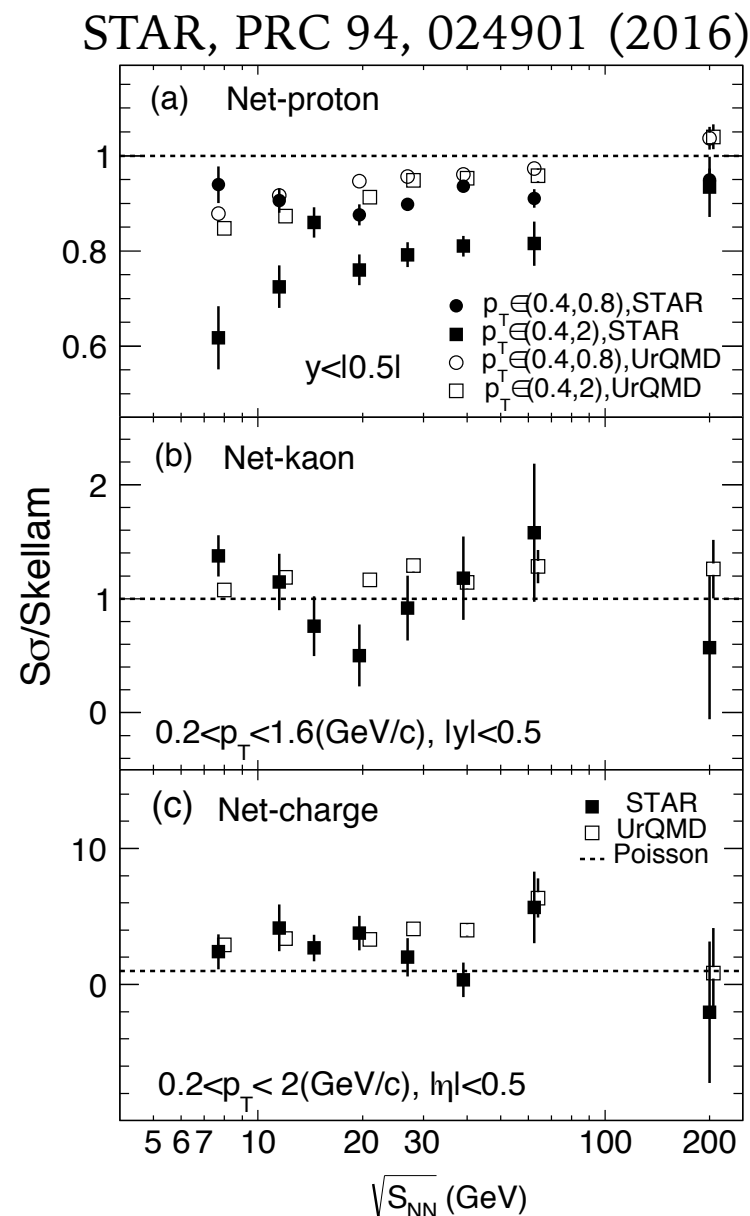 STAR, PRC 94, 024901 (2016)
(a) Net-proton
1
0.8
0.6
p_T∈(0.4,0.8),STAR
p_T∈(0.4,2),STAR
p_T∈(0.4,0.8),UrQMD
p_T∈(0.4,2),UrQMD
y<|0.5|
(b) Net-kaon
2
1
0
Sσ/Skellam
0.2<p_T<1.6(GeV/c), |y|<0.5
(c) Net-charge
STAR
UrQMD
Poisson
10
0
0.2<p_T< 2(GeV/c), |η|<0.5
5 6 7 10 20 30 100 200
√S_NN (GeV)